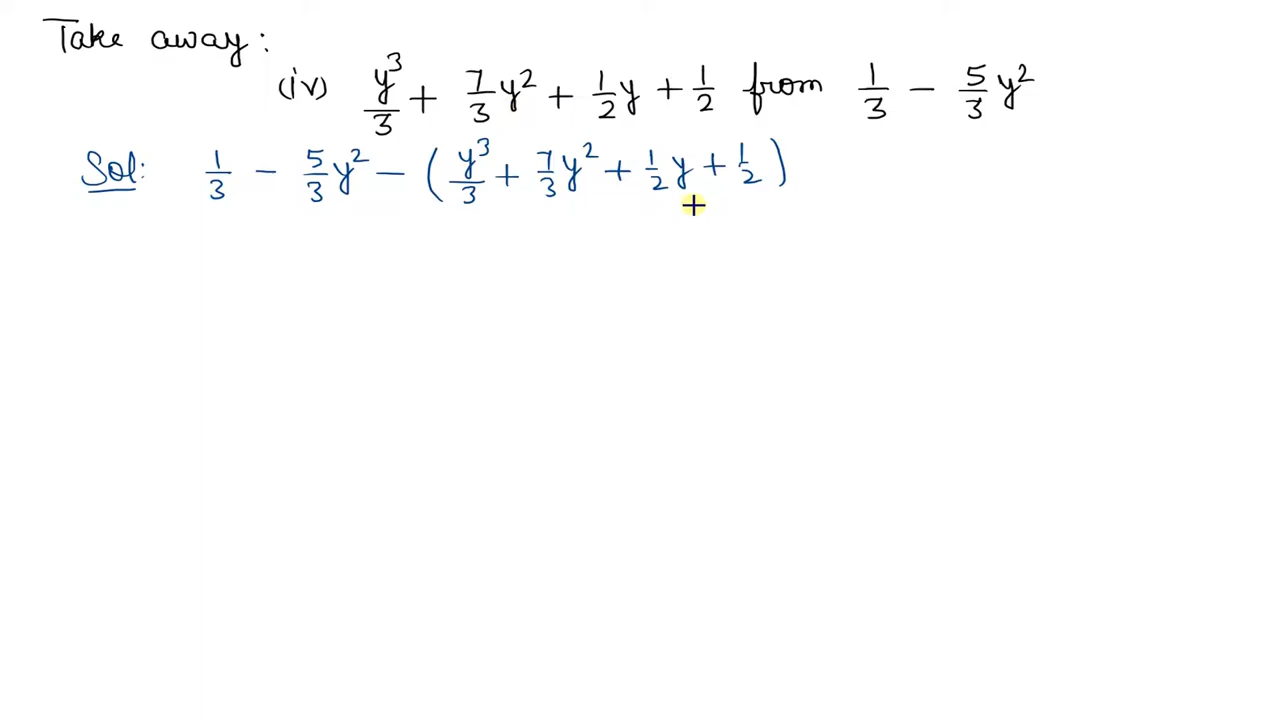 Take away:
(iv) y³/3 + 7/3 y² + 1/2 y + 1/2 from 1/3 - 5/3 y²
Sol: 1/3 - 5/3 y² - (y³/3 + 7/3 y² + 1/2 y + 1/2)